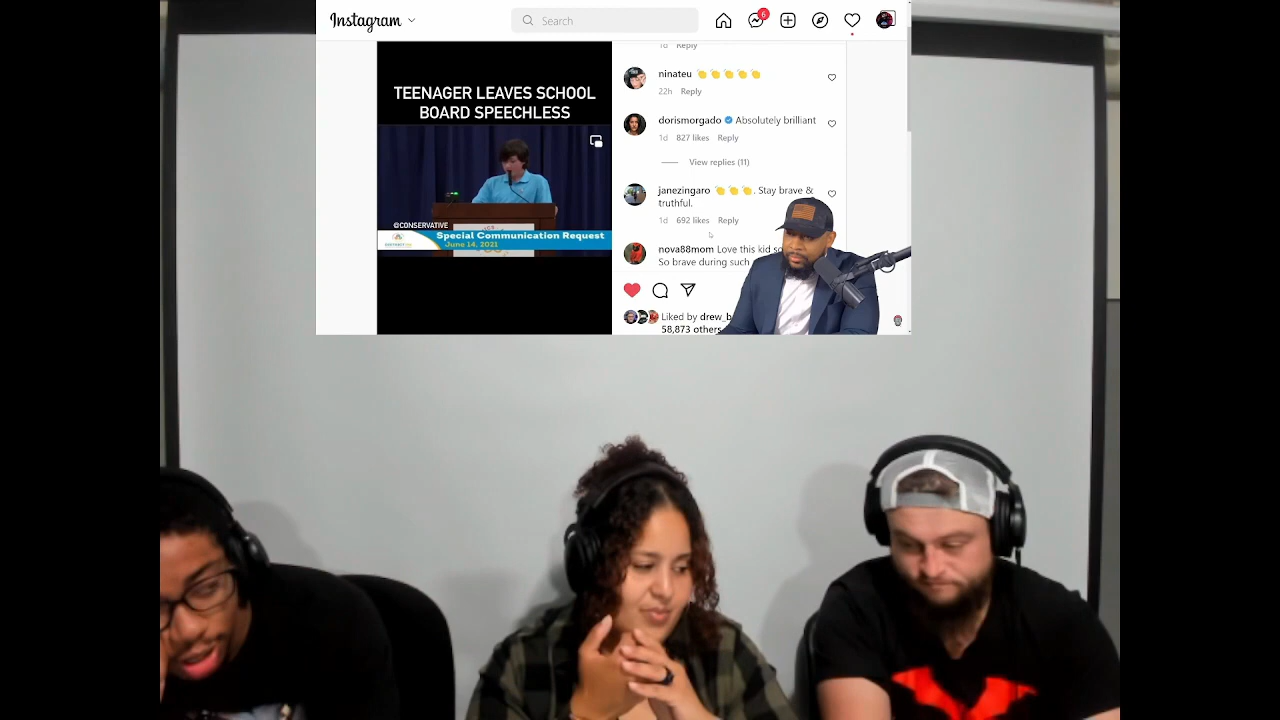 Instagram
Search
6
1d Reply
TEENAGER LEAVES SCHOOL
BOARD SPEECHLESS
@CONSERVATIVE
Special Communication Request
June 14, 2021
ninateu 👏👏👏👏👏
22h Reply
dorismorgado Absolutely brilliant
1d 827 likes Reply
View replies (11)
janezingaro 👏👏👏. Stay brave &
truthful.
1d 692 likes Reply
nova88mom Love this kid
So brave during such
Liked by
58,873 others